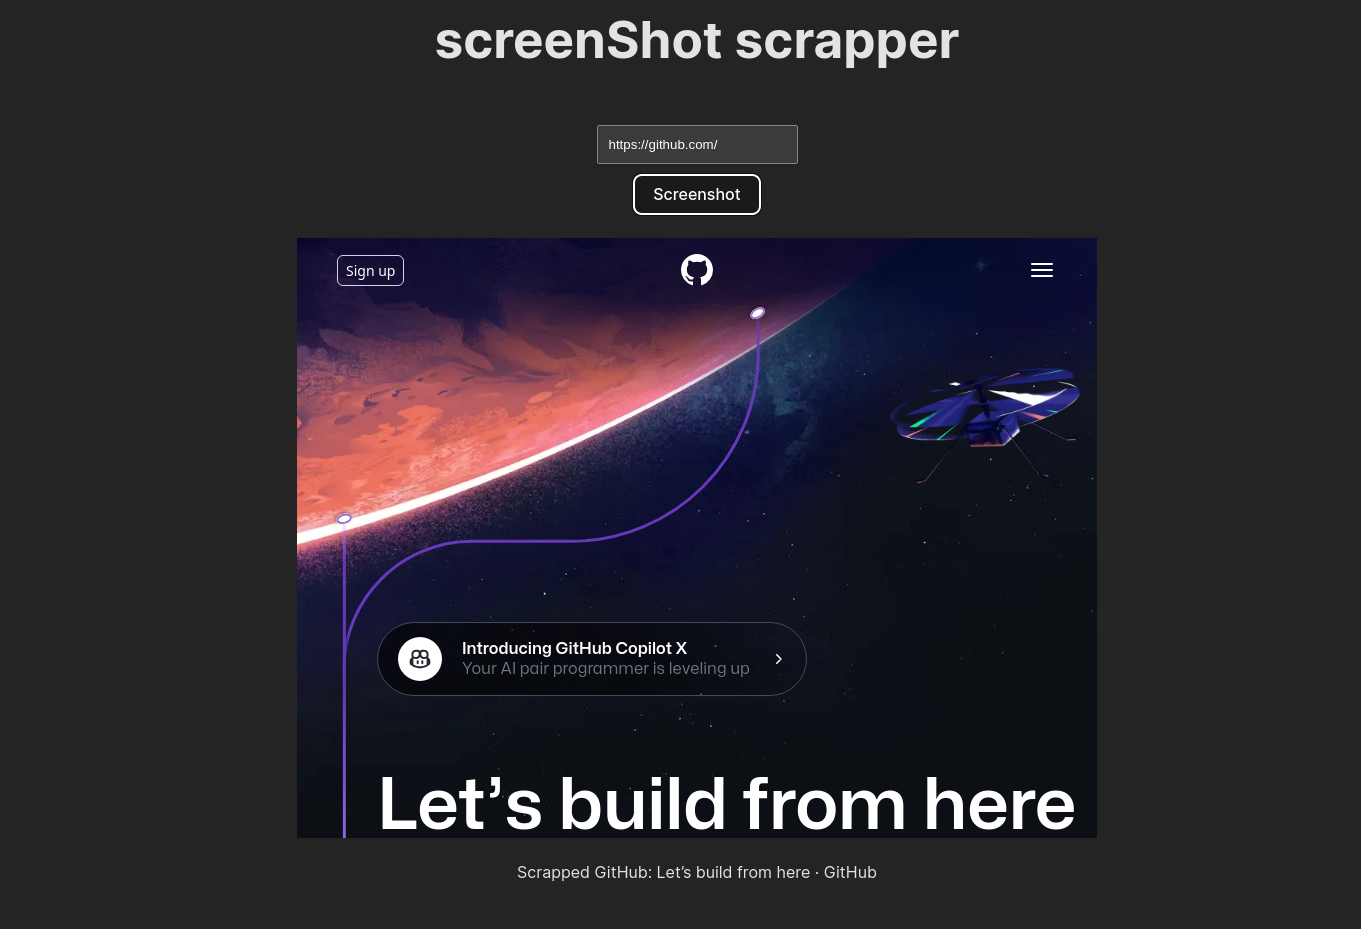 screenShot scrapper
https://github.com/
Screenshot
Sign up
Introducing GitHub Copilot X
Your AI pair programmer is leveling up
Let’s build from here
Scrapped GitHub: Let’s build from here · GitHub